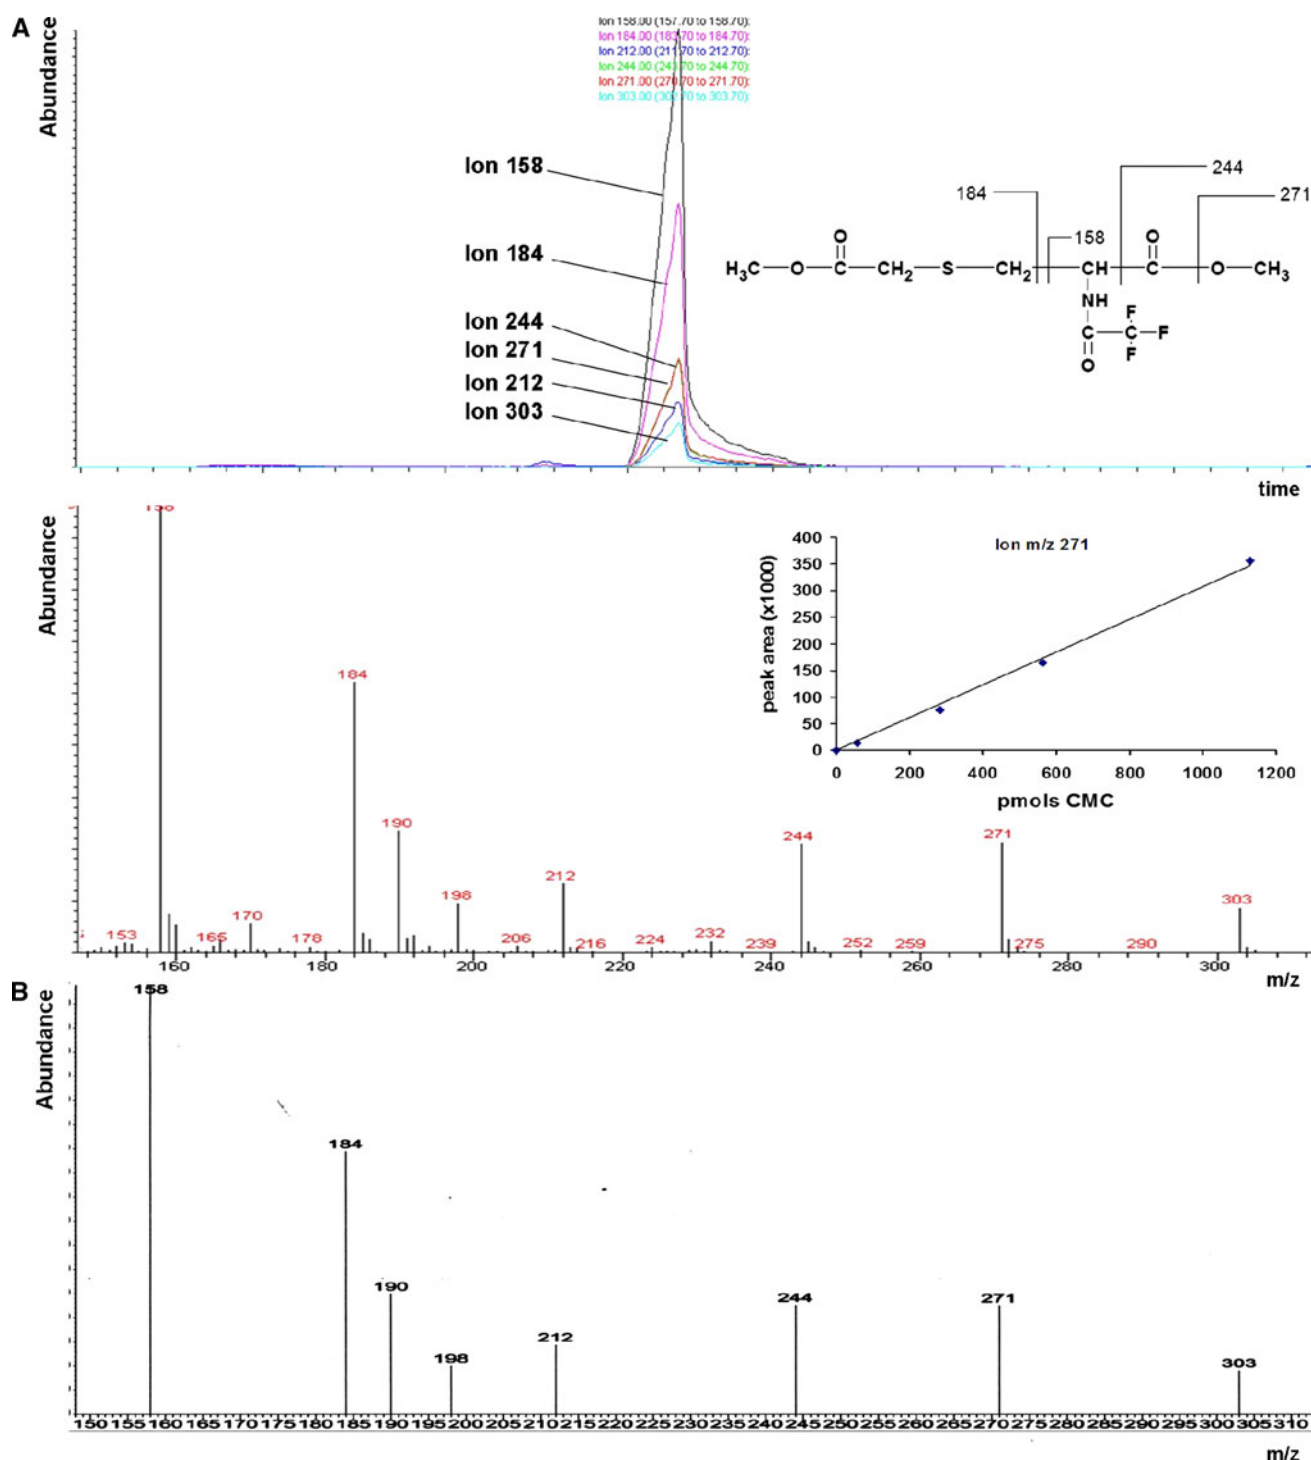 A
Abundance
Ion 158.00 (157.70 to 158.70):
Ion 184.00 (183.70 to 184.70):
Ion 212.00 (211.70 to 212.70):
Ion 244.00 (243.70 to 244.70):
Ion 271.00 (270.70 to 271.70):
Ion 303.00 (302.70 to 303.70):
Ion 158
Ion 184
Ion 244
Ion 271
Ion 212
Ion 303
244
184
271
158
O O
H3C O C CH2 S CH2 CH C O CH3
NH
F
C C F
F
O
time
Abundance
158
184
190
198
212
244
271
303
153
165
170
178
206
216
224
232
239
252
259
275
290
160 180 200 220 240 260 280 300
m/z
Ion m/z 271
peak area (x1000)
400
350
300
250
200
150
100
50
0
0 200 400 600 800 1000 1200
pmols CMC
B
Abundance
158
184
190
198
212
244
271
303
150 155 160 165 170 175 180 185 190 195 200 205 210 215 220 225 230 235 240 245 250 255 260 265 270 275 280 285 290 295 300 305 310
m/z